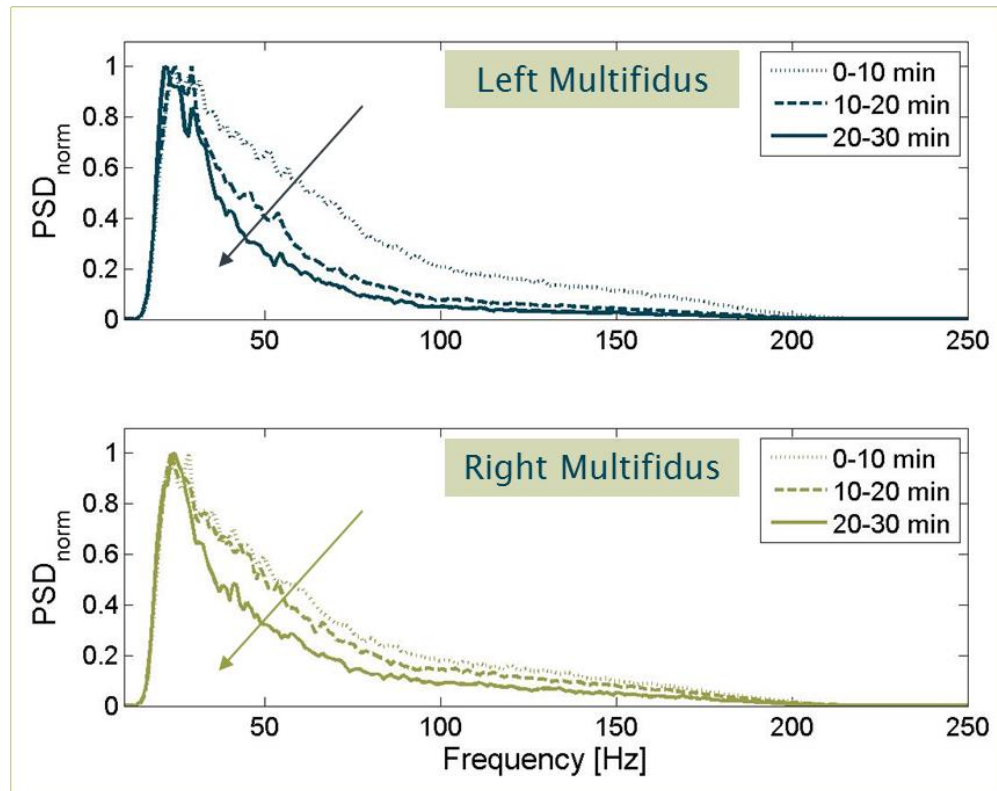 Left Multifidus
0-10 min
10-20 min
20-30 min
PSDnorm
1
0.8
0.6
0.4
0.2
0
50
100
150
200
250
Right Multifidus
0-10 min
10-20 min
20-30 min
PSDnorm
1
0.8
0.6
0.4
0.2
0
50
100
150
200
250
Frequency [Hz]